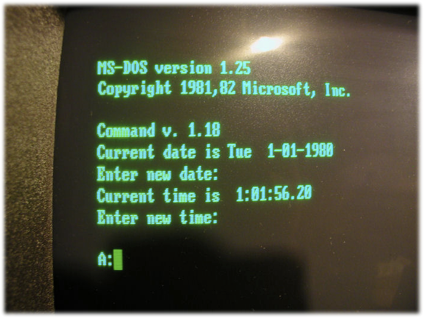 MS-DOS version 1.25
Copyright 1981,82 Microsoft, Inc.
Command v. 1.18
Current date is Tue  1-01-1980
Enter new date:
Current time is  1:01:56.20
Enter new time:
A: